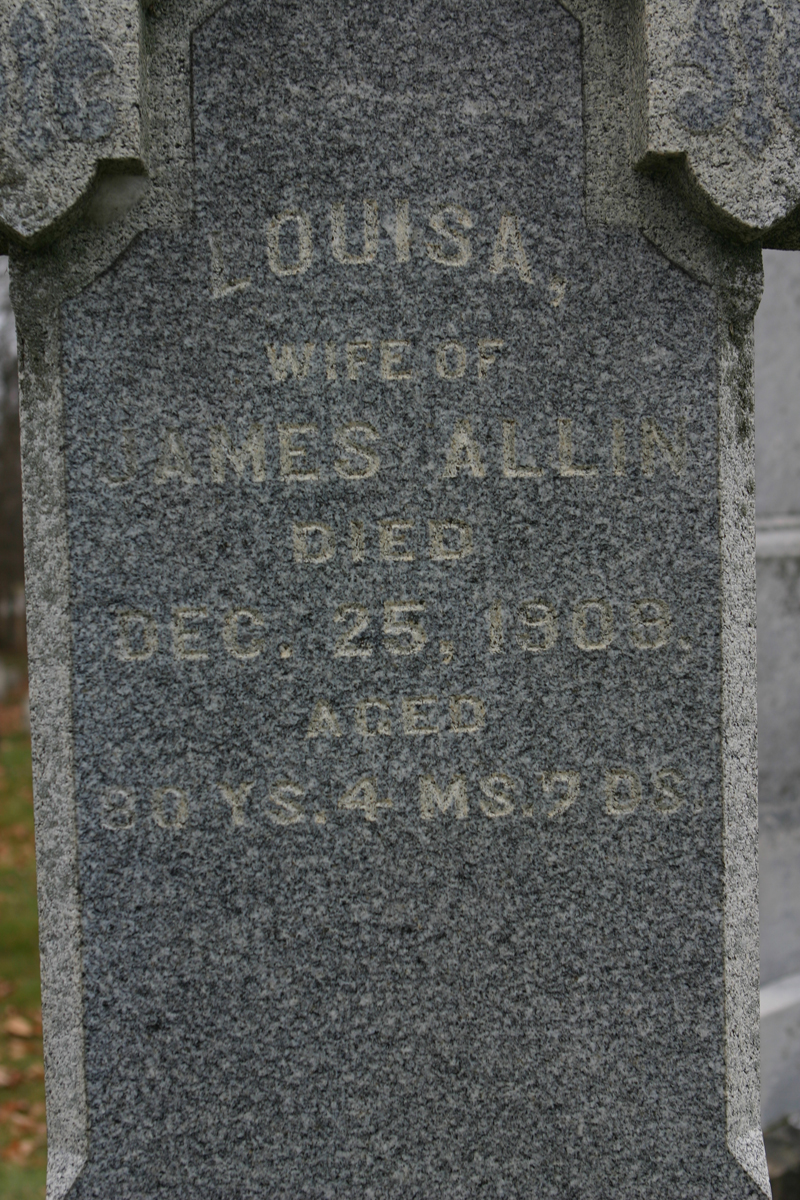 LOUISA,
WIFE OF
JAMES ALLIN
DIED
DEC. 25, 1908.
AGED
80 YS. 4 MS. 7 DS.